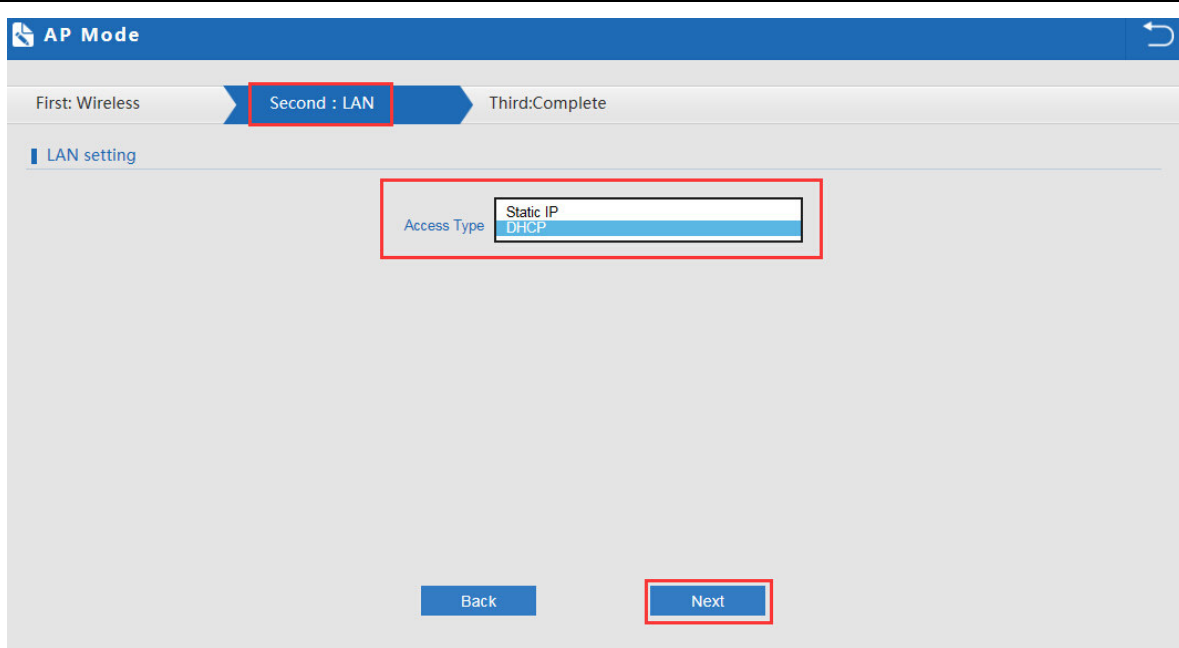 AP Mode
First: Wireless
Second : LAN
Third:Complete
LAN setting
Static IP
Access Type
DHCP
Back
Next